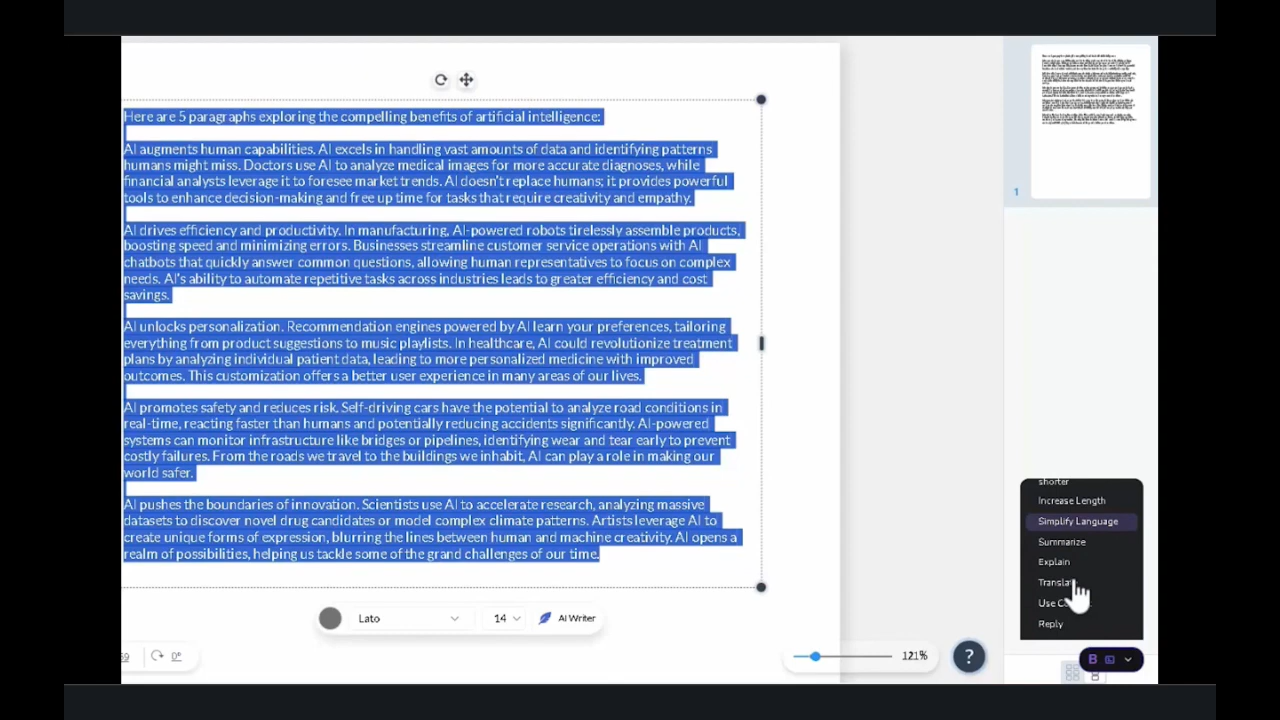 Here are 5 paragraphs exploring the compelling benefits of artificial intelligence:
AI augments human capabilities. AI excels in handling vast amounts of data and identifying patterns
humans might miss. Doctors use AI to analyze medical images for more accurate diagnoses, while
financial analysts leverage it to foresee market trends. AI doesn't replace humans; it provides powerful
tools to enhance decision-making and free up time for tasks that require creativity and empathy.
AI drives efficiency and productivity. In manufacturing, AI-powered robots tirelessly assemble products,
boosting speed and minimizing errors. Businesses streamline customer service operations with AI
chatbots that quickly answer common questions, allowing human representatives to focus on complex
needs. AI's ability to automate repetitive tasks across industries leads to greater efficiency and cost
savings.
AI unlocks personalization. Recommendation engines powered by AI learn your preferences, tailoring
everything from product suggestions to music playlists. In healthcare, AI could revolutionize treatment
plans by analyzing individual patient data, leading to more personalized medicine with improved
outcomes. This customization offers a better user experience in many areas of our lives.
AI promotes safety and reduces risk. Self-driving cars have the potential to analyze road conditions in
real-time, reacting faster than humans and potentially reducing accidents significantly. AI-powered
systems can monitor infrastructure like bridges or pipelines, identifying wear and tear early to prevent
costly failures. From the roads we travel to the buildings we inhabit, AI can play a role in making our
world safer.
AI pushes the boundaries of innovation. Scientists use AI to accelerate research, analyzing massive
datasets to discover novel drug candidates or model complex climate patterns. Artists leverage AI to
create unique forms of expression, blurring the lines between human and machine creativity. AI opens a
realm of possibilities, helping us tackle some of the grand challenges of our time.
Lato
14
AI Writer
0°
121%
?
1
shorter
Increase Length
Simplify Language
Summarize
Explain
Use
Reply
B